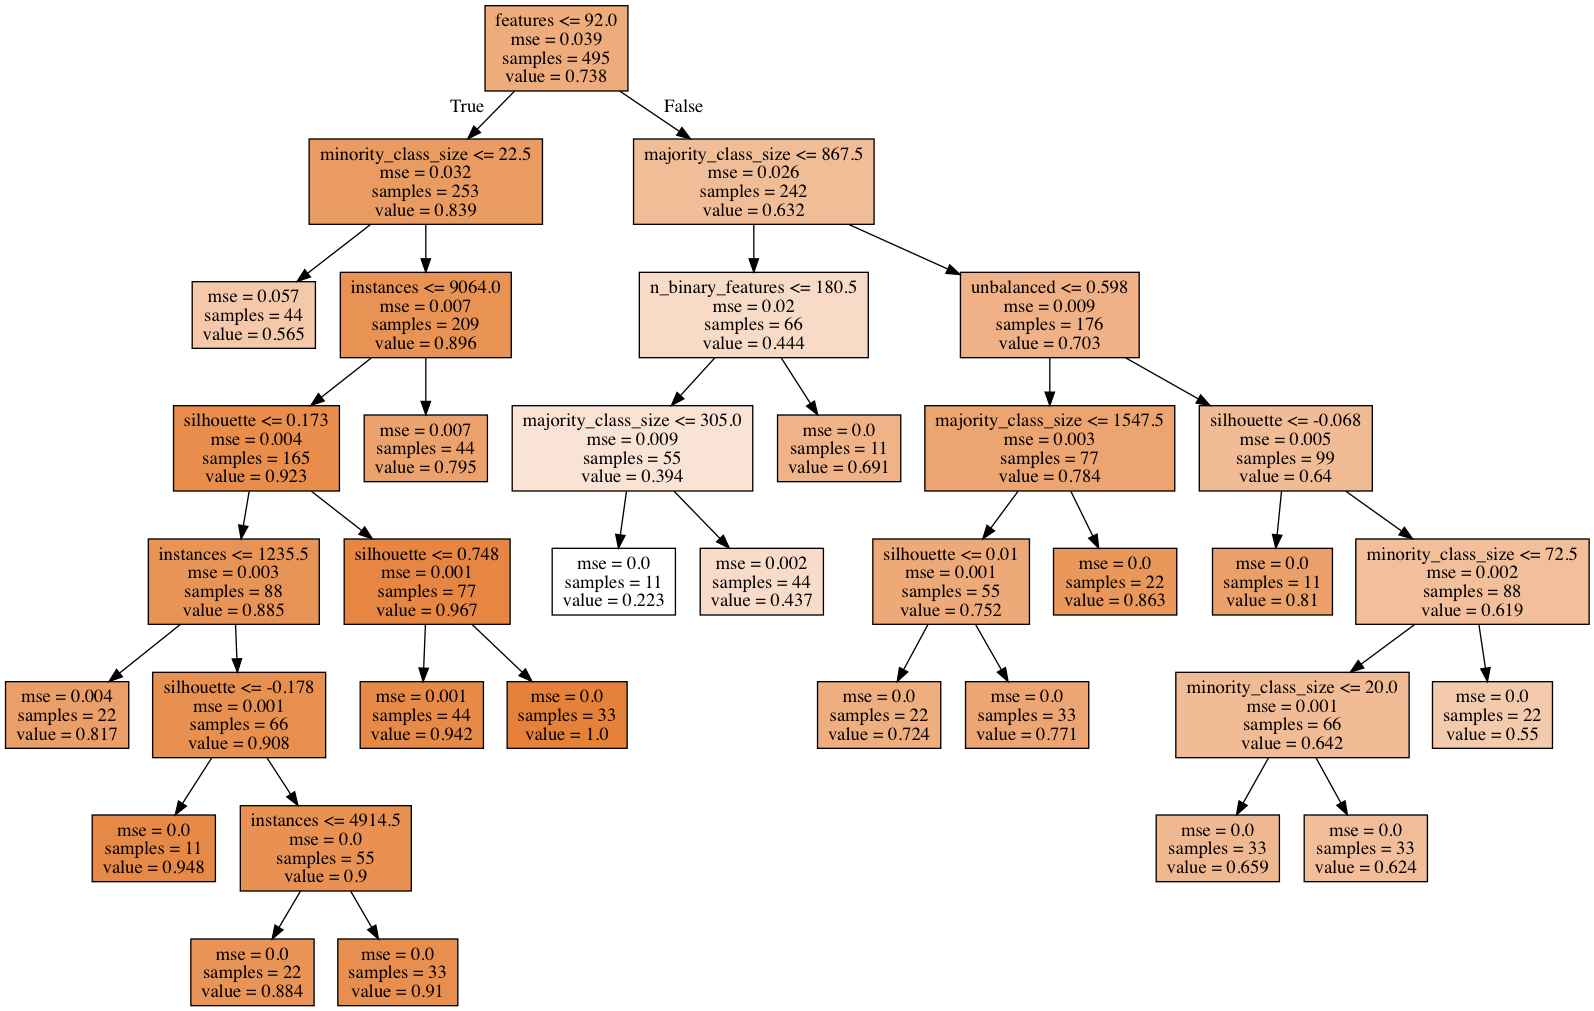 features <= 92.0
mse = 0.039
samples = 495
value = 0.738
True
False
minority_class_size <= 22.5
mse = 0.032
samples = 253
value = 0.839
majority_class_size <= 867.5
mse = 0.026
samples = 242
value = 0.632
mse = 0.057
samples = 44
value = 0.565
instances <= 9064.0
mse = 0.007
samples = 209
value = 0.896
n_binary_features <= 180.5
mse = 0.02
samples = 66
value = 0.444
unbalanced <= 0.598
mse = 0.009
samples = 176
value = 0.703
silhouette <= 0.173
mse = 0.004
samples = 165
value = 0.923
mse = 0.007
samples = 44
value = 0.795
majority_class_size <= 305.0
mse = 0.009
samples = 55
value = 0.394
mse = 0.0
samples = 11
value = 0.691
majority_class_size <= 1547.5
mse = 0.003
samples = 77
value = 0.784
silhouette <= -0.068
mse = 0.005
samples = 99
value = 0.64
instances <= 1235.5
mse = 0.003
samples = 88
value = 0.885
silhouette <= 0.748
mse = 0.001
samples = 77
value = 0.967
mse = 0.0
samples = 11
value = 0.223
mse = 0.002
samples = 44
value = 0.437
silhouette <= 0.01
mse = 0.001
samples = 55
value = 0.752
mse = 0.0
samples = 22
value = 0.863
mse = 0.0
samples = 11
value = 0.81
minority_class_size <= 72.5
mse = 0.002
samples = 88
value = 0.619
mse = 0.004
samples = 22
value = 0.817
silhouette <= -0.178
mse = 0.001
samples = 66
value = 0.908
mse = 0.001
samples = 44
value = 0.942
mse = 0.0
samples = 33
value = 1.0
mse = 0.0
samples = 22
value = 0.724
mse = 0.0
samples = 33
value = 0.771
minority_class_size <= 20.0
mse = 0.001
samples = 66
value = 0.642
mse = 0.0
samples = 22
value = 0.55
mse = 0.0
samples = 11
value = 0.948
instances <= 4914.5
mse = 0.0
samples = 55
value = 0.9
mse = 0.0
samples = 33
value = 0.659
mse = 0.0
samples = 33
value = 0.624
mse = 0.0
samples = 22
value = 0.884
mse = 0.0
samples = 33
value = 0.91